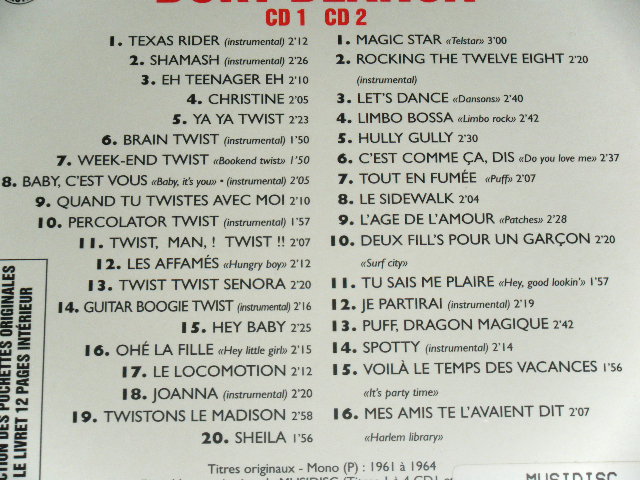 CD 1 CD 2
1. TEXAS RIDER (instrumental) 2'12
2. SHAMASH (instrumental) 2'26
3. EH TEENAGER EH 2'10
4. CHRISTINE 2'05
5. YA YA TWIST 2'23
6. BRAIN TWIST (instrumental) 1'50
7. WEEK-END TWIST «Bookend twist» 1'50
8. BABY, C'EST VOUS «Baby, it's you» • (instrumental) 2'05
9. QUAND TU TWISTES AVEC MOI 2'10
10. PERCOLATOR TWIST (instrumental) 1'57
11. TWIST, MAN, ! TWIST !! 2'07
12. LES AFFAMÉS «Hungry boy» 2'12
13. TWIST TWIST SENORA 2'20
14. GUITAR BOOGIE TWIST (instrumental) 2'16
15. HEY BABY 2'25
16. OHÉ LA FILLE «Hey little girl» 2'15
17. LE LOCOMOTION 2'12
18. JOANNA (instrumental) 2'20
19. TWISTONS LE MADISON 2'58
20. SHEILA 1'56
1. MAGIC STAR «Telstar» 3'00
2. ROCKING THE TWELVE EIGHT 2'20
(instrumental)
3. LET'S DANCE «Dansons» 2'40
4. LIMBO BOSSA «Limbo rock» 2'42
5. HULLY GULLY 2'30
6. C'EST COMME ÇA, DIS «Do you love me» 2'37
7. TOUT EN FUMÉE «Puff» 2'07
8. LE SIDEWALK 2'04
9. L'AGE DE L'AMOUR «Patches» 2'28
10. DEUX FILL'S POUR UN GARÇON 2'20
«Surf city»
11. TU SAIS ME PLAIRE «Hey, good lookin'» 1'57
12. JE PARTIRAI (instrumental) 2'19
13. PUFF, DRAGON MAGIQUE 2'42
14. SPOTTY (instrumental) 2'14
15. VOILÀ LE TEMPS DES VACANCES 1'56
«It's party time»
16. MES AMIS TE L'AVAIENT DIT 2'07
«Harlem library»
DES POCHETTES ORIGINALES
LE LIVRET 12 PAGES INTÉRIEUR
Titres originaux - Mono (P) : 1961 à 1964
MUSIDISC